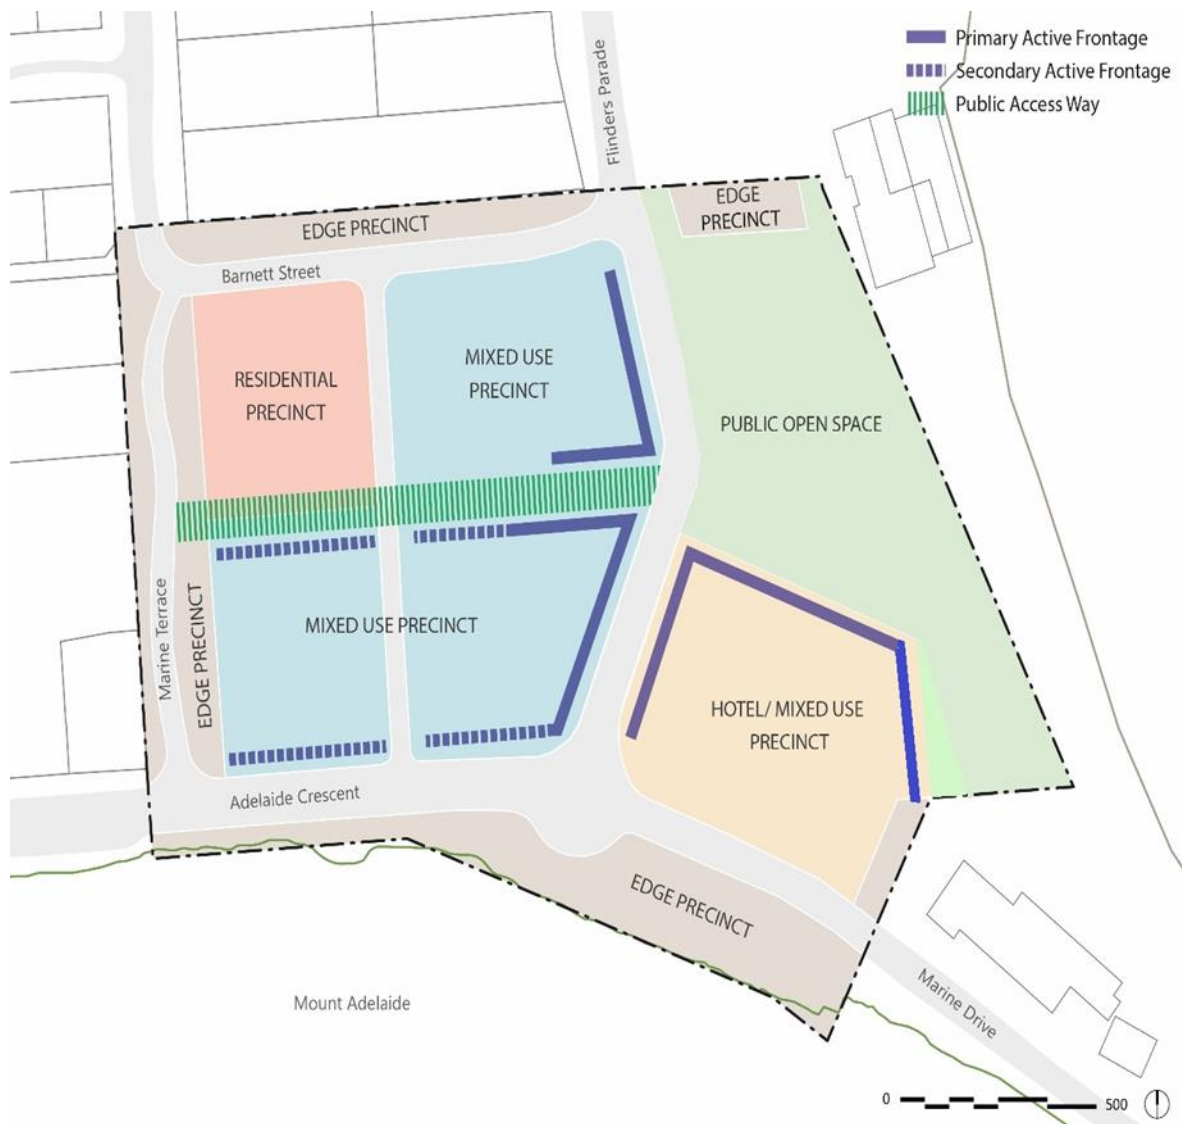 Primary Active Frontage
Secondary Active Frontage
Public Access Way
Flinders Parade
EDGE
PRECINCT
EDGE PRECINCT
Barnett Street
MIXED USE
PRECINCT
RESIDENTIAL
PRECINCT
PUBLIC OPEN SPACE
Marine Terrace
EDGE PRECINCT
MIXED USE PRECINCT
HOTEL/ MIXED USE
PRECINCT
Adelaide Crescent
EDGE PRECINCT
Mount Adelaide
Marine Drive
0 500